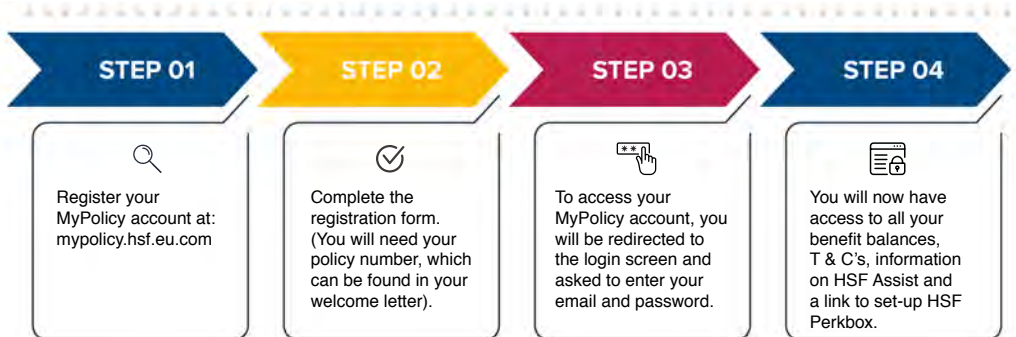 STEP 01
Register your
MyPolicy account at:
mypolicy.hsf.eu.com
STEP 02
Complete the
registration form.
(You will need your
policy number, which
can be found in your
welcome letter).
STEP 03
**
To access your
MyPolicy account, you
will be redirected to
the login screen and
asked to enter your
email and password.
STEP 04
You will now have
access to all your
benefit balances,
T & C's, information
on HSF Assist and
a link to set-up HSF
Perkbox.